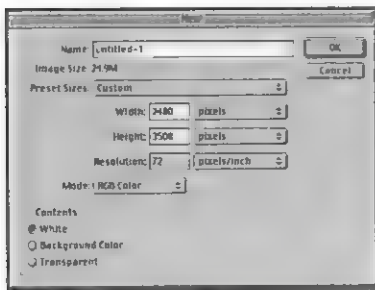 New
Name: untitled-1
OK
Image Size: 24.9M
Cancel
Preset Sizes: Custom
Width: 2480 pixels
Height: 3508 pixels
Resolution: 72 pixels/inch
Mode: RGB Color
Contents
White
Background Color
Transparent